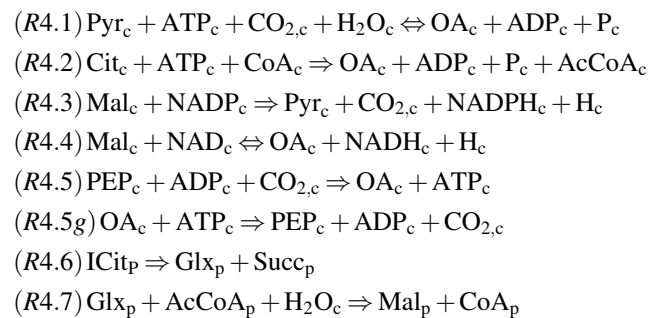 (R4.1) Pyr_c + ATP_c + CO_2,c + H_2O_c ⇔ OA_c + ADP_c + P_c
(R4.2) Cit_c + ATP_c + CoA_c ⇒ OA_c + ADP_c + P_c + AcCoA_c
(R4.3) Mal_c + NADP_c ⇒ Pyr_c + CO_2,c + NADPH_c + H_c
(R4.4) Mal_c + NAD_c ⇔ OA_c + NADH_c + H_c
(R4.5) PEP_c + ADP_c + CO_2,c ⇒ OA_c + ATP_c
(R4.5g) OA_c + ATP_c ⇒ PEP_c + ADP_c + CO_2,c
(R4.6) ICit_P ⇒ Glx_p + Succ_p
(R4.7) Glx_p + AcCoA_p + H_2O_c ⇒ Mal_p + CoA_p